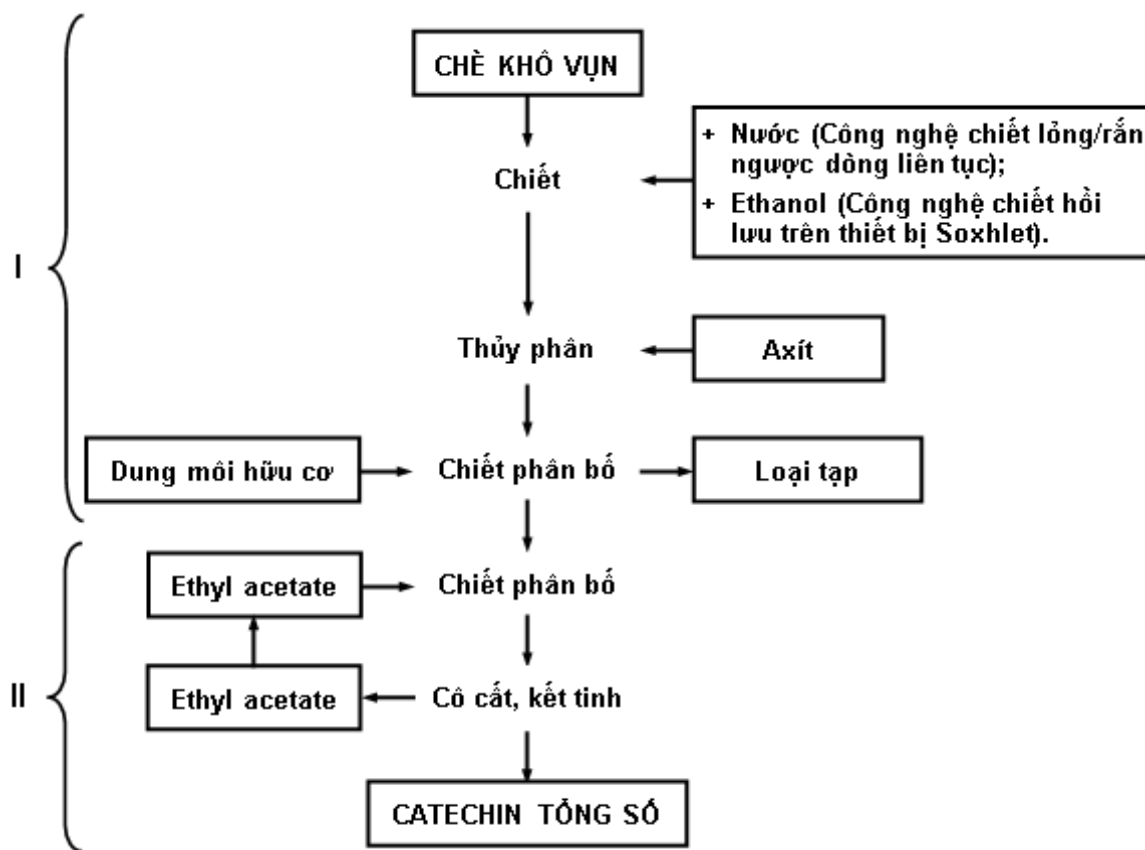 CHÈ KHÔ VỤN
+ Nước (Công nghệ chiết lỏng/rắn
ngược dòng liên tục);
+ Ethanol (Công nghệ chiết hồi
lưu trên thiết bị Soxhlet).
Chiết
I
Thủy phân
Axít
Dung môi hữu cơ
Chiết phân bố
Loại tạp
Ethyl acetate
Chiết phân bố
II
Ethyl acetate
Cô cất, kết tinh
CATECHIN TỔNG SỐ